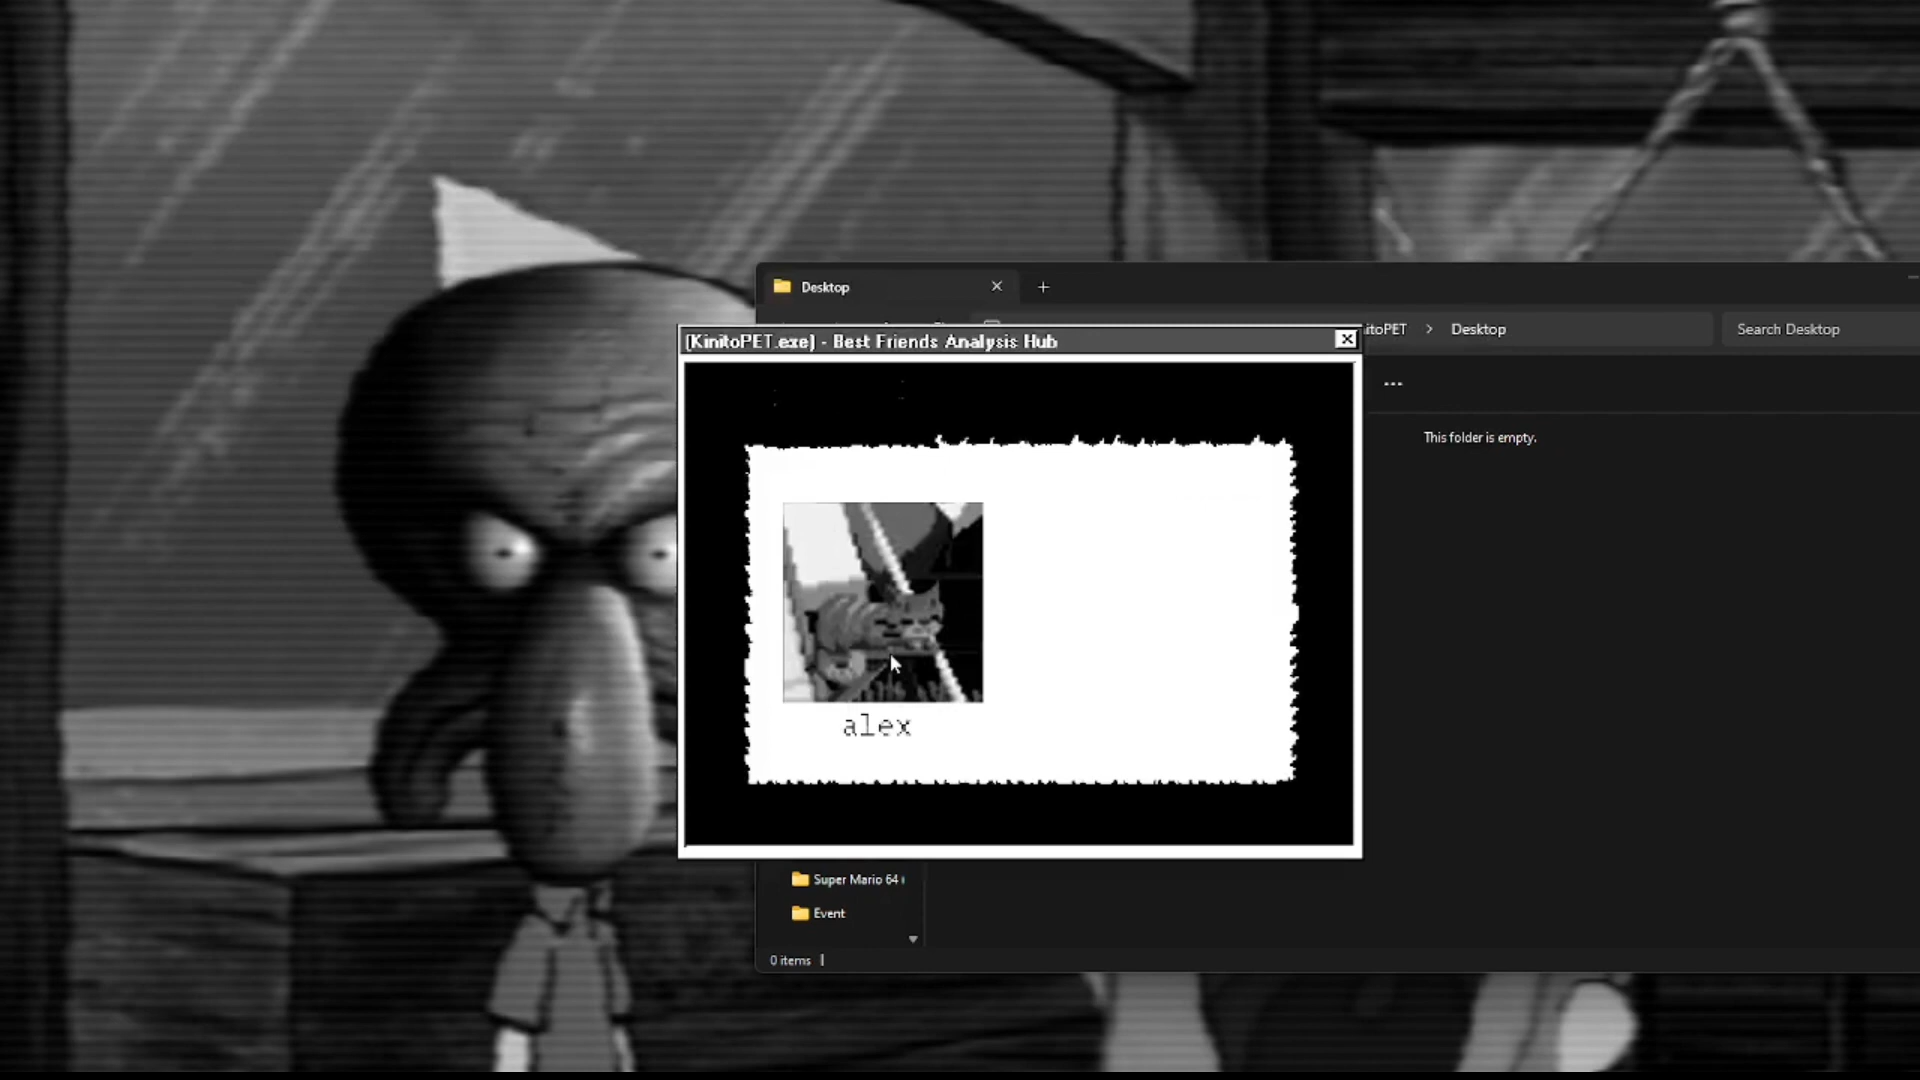 Desktop
[KinitoPET.exe] - Best Friends Analysis Hub
itoPET > Desktop
Search Desktop
This folder is empty.
alex
Super Mario 64
Event
0 items